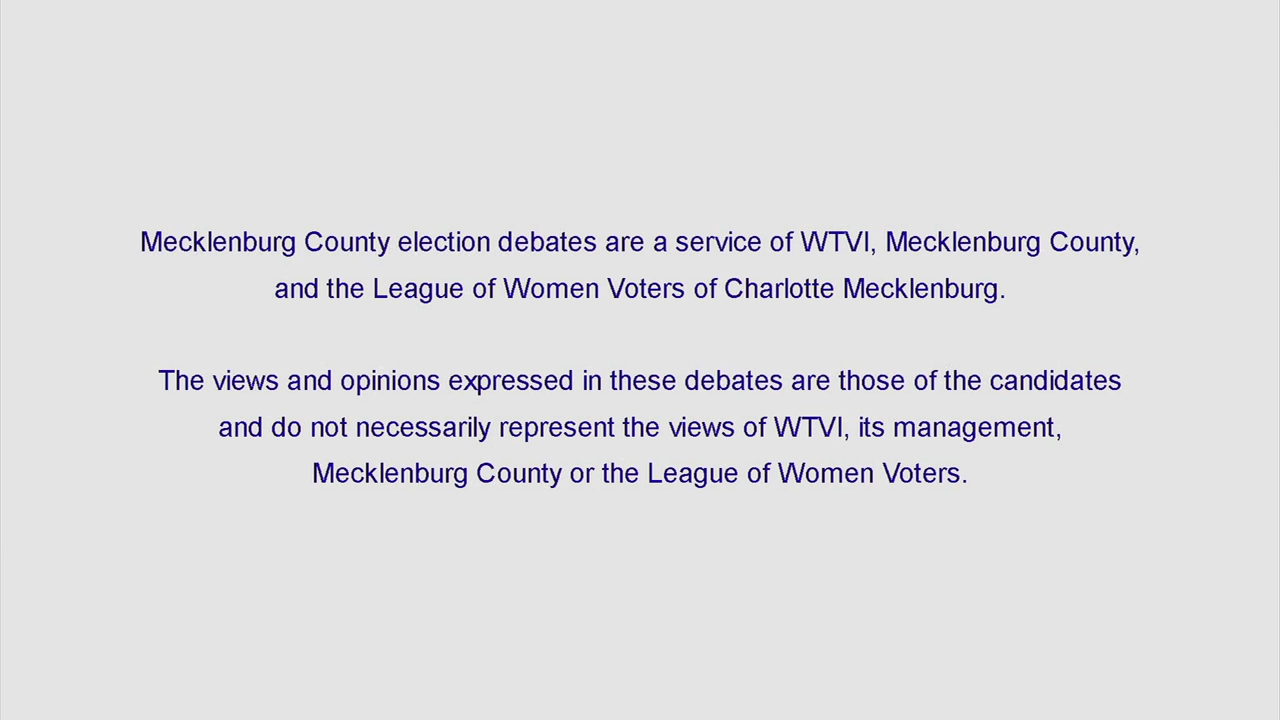 Mecklenburg County election debates are a service of WTVI, Mecklenburg County,
and the League of Women Voters of Charlotte Mecklenburg.
The views and opinions expressed in these debates are those of the candidates
and do not necessarily represent the views of WTVI, its management,
Mecklenburg County or the League of Women Voters.